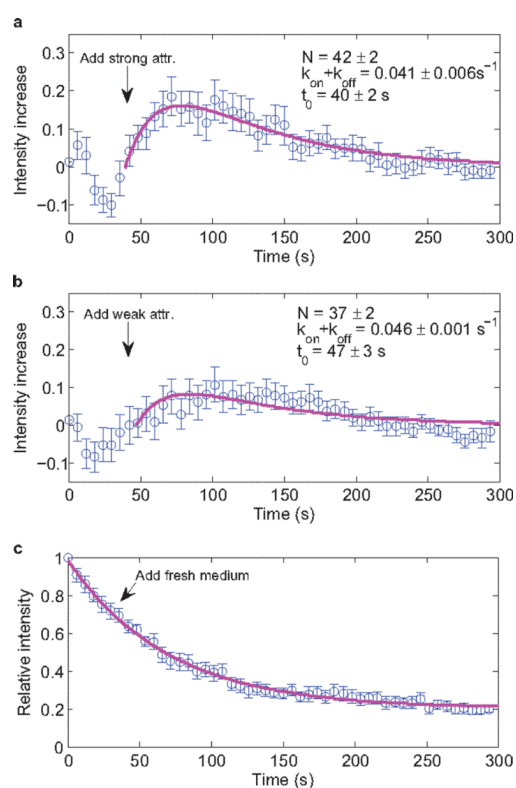 a
Add strong attr.
N = 42 ± 2
k_on+k_off = 0.041 ± 0.006s⁻¹
t_0 = 40 ± 2 s
Intensity increase
0.3
0.2
0.1
0
−0.1
0 50 100 150 200 250 300
Time (s)
b
Add weak attr.
N = 37 ± 2
k_on+k_off = 0.046 ± 0.001 s⁻¹
t_0 = 47 ± 3 s
Intensity increase
0.3
0.2
0.1
0
−0.1
0 50 100 150 200 250 300
Time (s)
c
Add fresh medium
Relative intensity
1
0.8
0.6
0.4
0.2
0
0 50 100 150 200 250 300
Time (s)